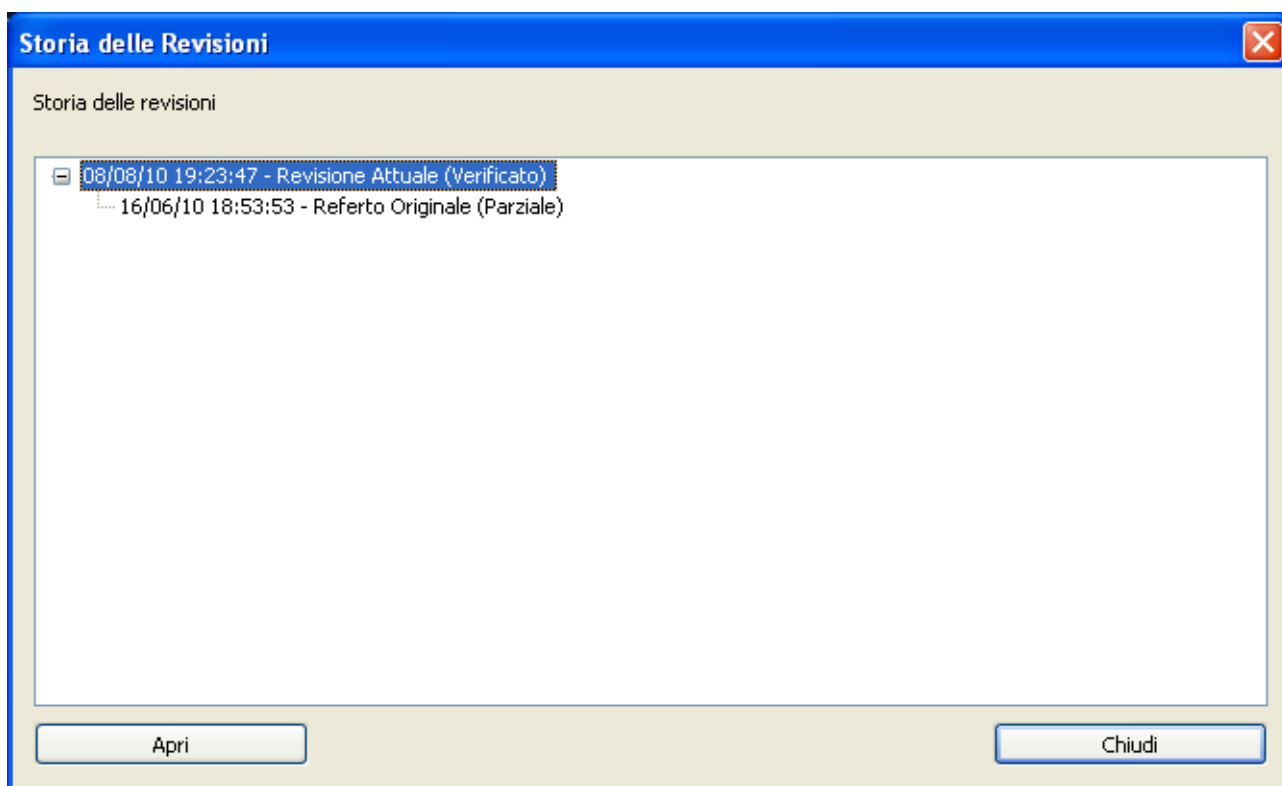 Storia delle Revisioni
Storia delle revisioni
08/08/10 19:23:47 - Revisione Attuale (Verificato)
16/06/10 18:53:53 - Referto Originale (Parziale)
Apri
Chiudi